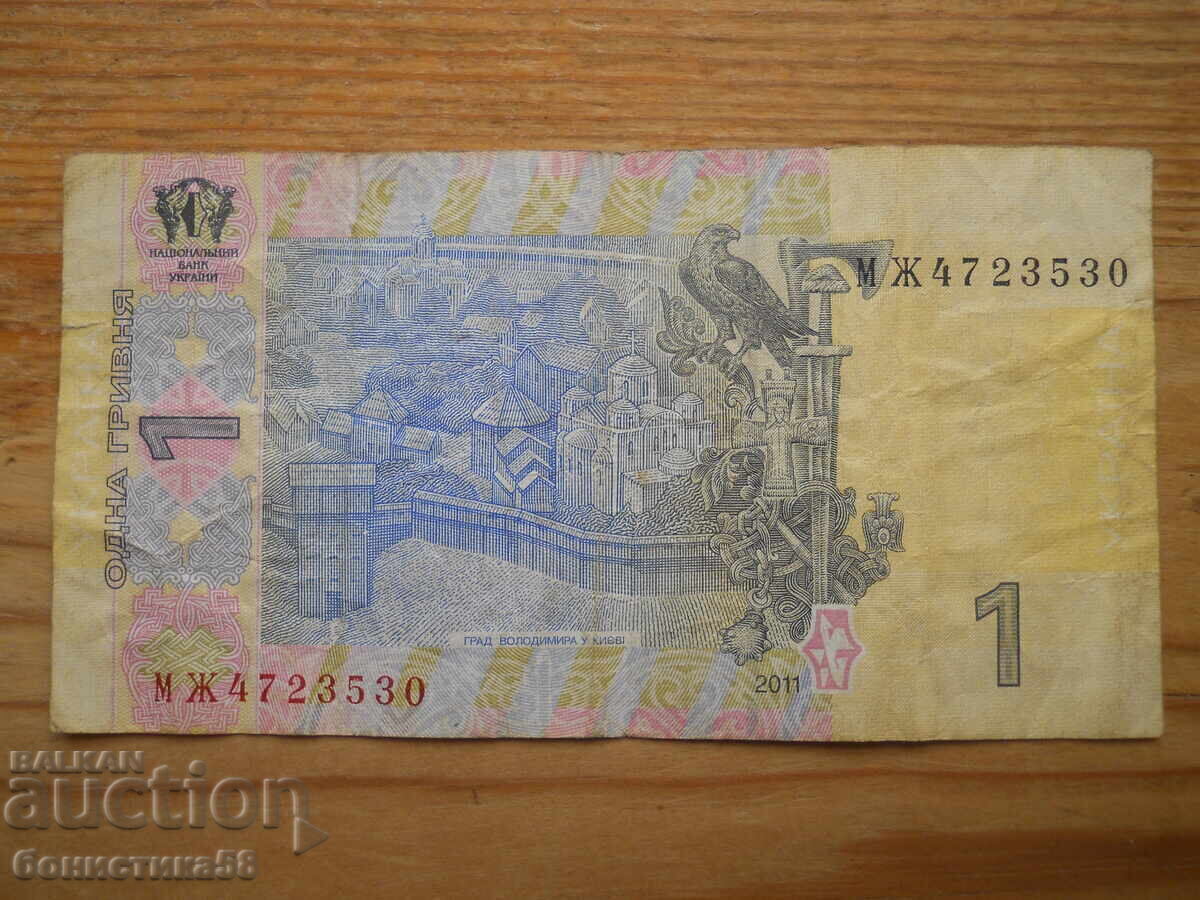 НАЦІОНАЛЬНИЙ
БАНК
УКРАЇНИ
МЖ4723530
ОДНА ГРИВНЯ
1
ГРАД ВОЛОДИМИРА У КИЄВІ
1
МЖ4723530
2011
BALKAN
auction
бонистика58